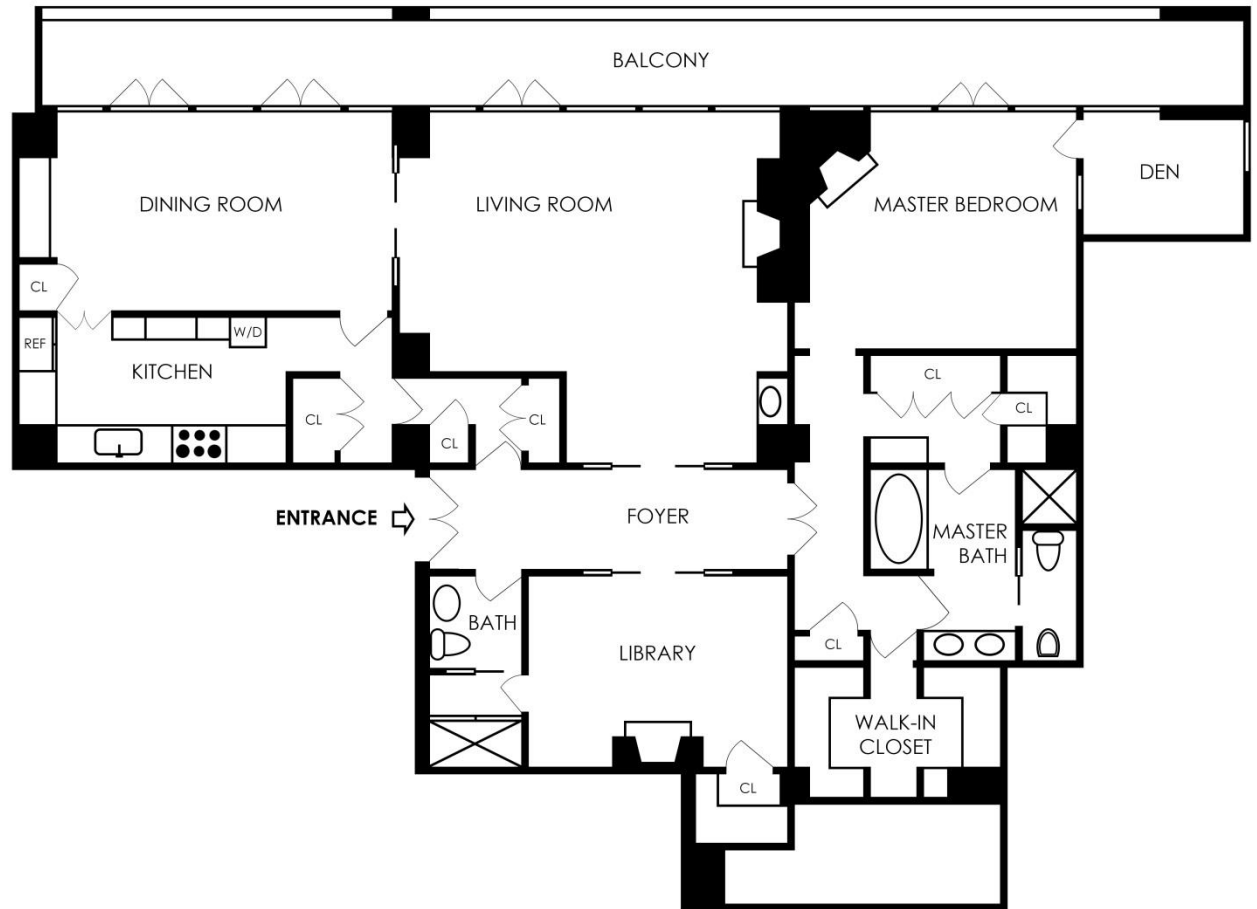 BALCONY
DINING ROOM
LIVING ROOM
MASTER BEDROOM
DEN
CL
REF
W/D
KITCHEN
CL
CL
CL
CL
CL
ENTRANCE
FOYER
MASTER
BATH
BATH
LIBRARY
CL
WALK-IN
CLOSET
CL